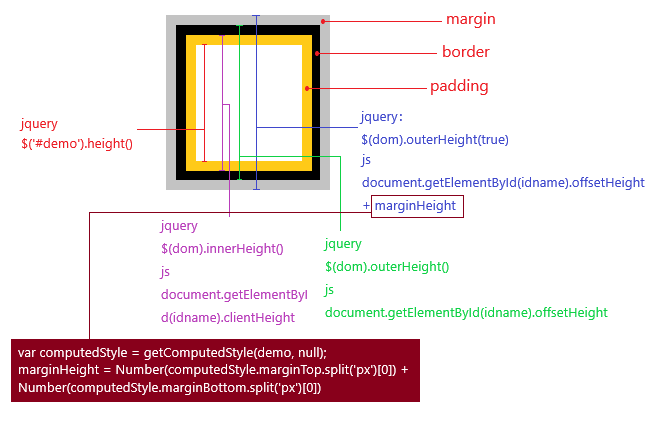 margin
border
padding
jquery
$('#demo').height()
jquery:
$(dom).outerHeight(true)
js
document.getElementById(idname).offsetHeight
+ marginHeight
jquery
$(dom).innerHeight()
js
document.getElementByI
d(idname).clientHeight
jquery
$(dom).outerHeight()
js
document.getElementById(idname).offsetHeight
var computedStyle = getComputedStyle(demo, null);
marginHeight = Number(computedStyle.marginTop.split('px')[0]) +
Number(computedStyle.marginBottom.split('px')[0])